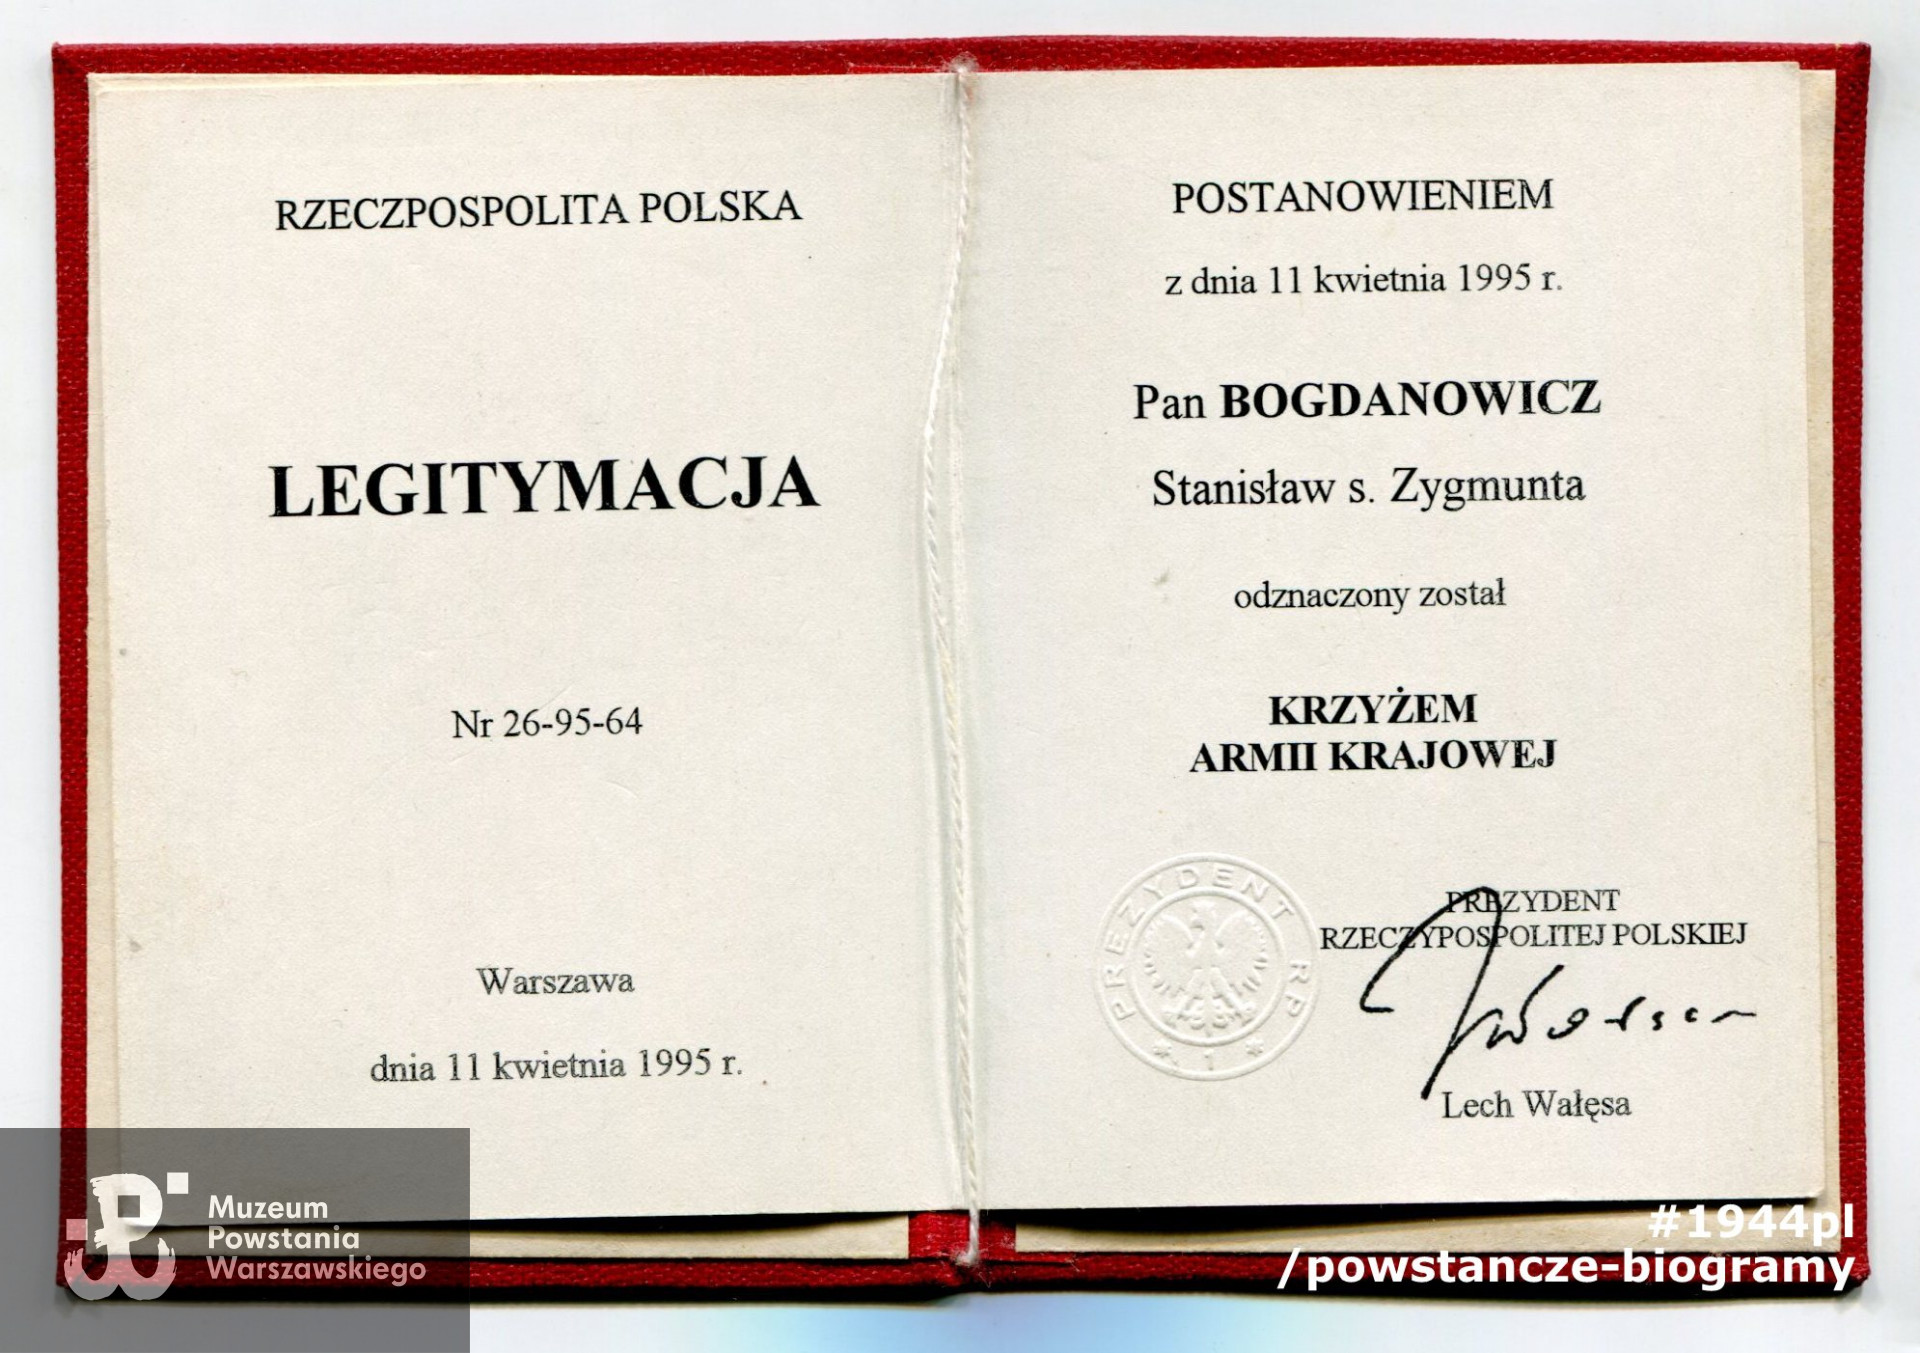 RZECZPOSPOLITA POLSKA
LEGITYMACJA
Nr 26-95-64
Warszawa
dnia 11 kwietnia 1995 r.
POSTANOWIENIEM
z dnia 11 kwietnia 1995 r.
Pan BOGDANOWICZ
Stanisław s. Zygmunta
odznaczony został
KRZYŻEM
ARMII KRAJOWEJ
PREZYDENT RP
* 1 *
PREZYDENT
RZECZYPOSPOLITEJ POLSKIEJ
Lech Wałęsa
Muzeum
Powstania
Warszawskiego
#1944pl
/powstancze-biogramy